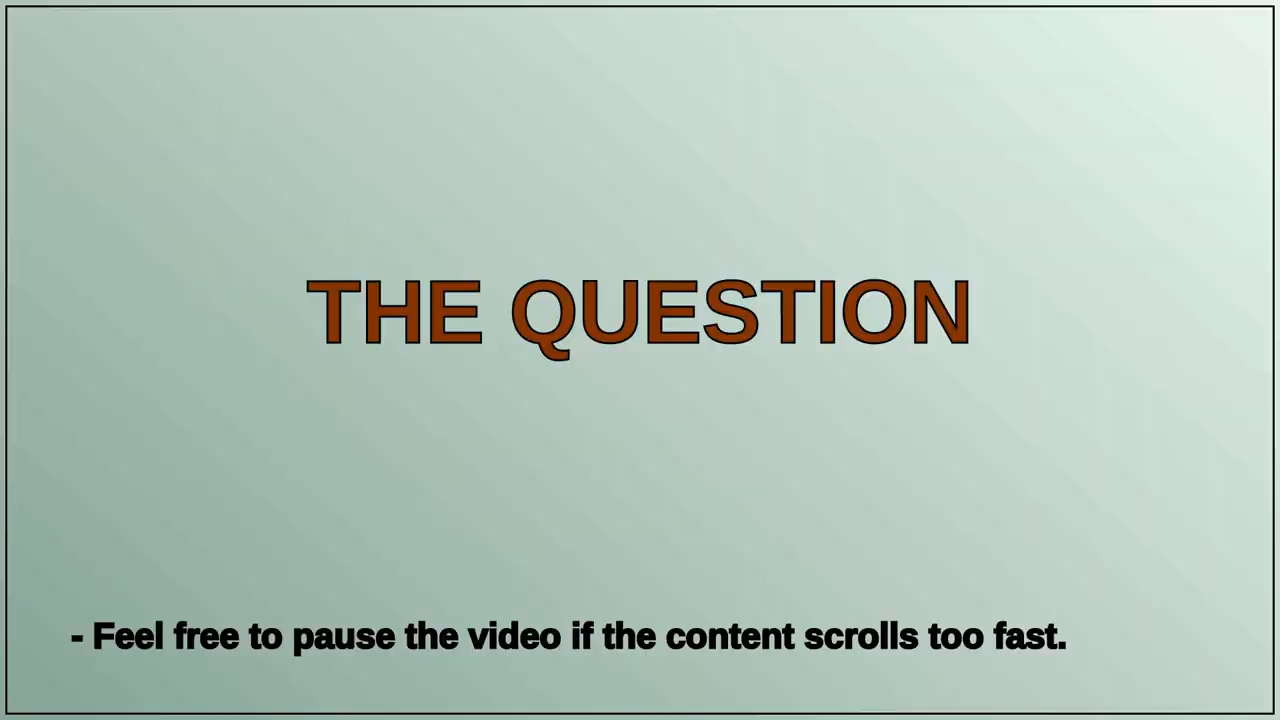 THE QUESTION
- Feel free to pause the video if the content scrolls too fast.